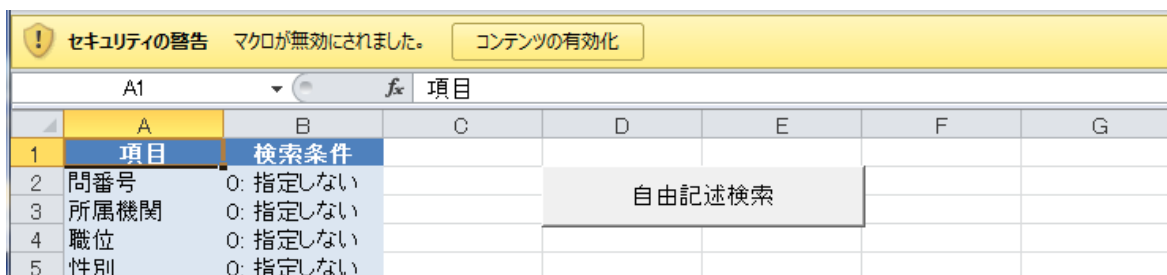 セキュリティの警告 マクロが無効にされました。 コンテンツの有効化
A1 fx 項目
A B C D E F G
1 項目 検索条件
2 問番号 0: 指定しない
自由記述検索
3 所属機関 0: 指定しない
4 職位 0: 指定しない
5 性別 0: 指定しない